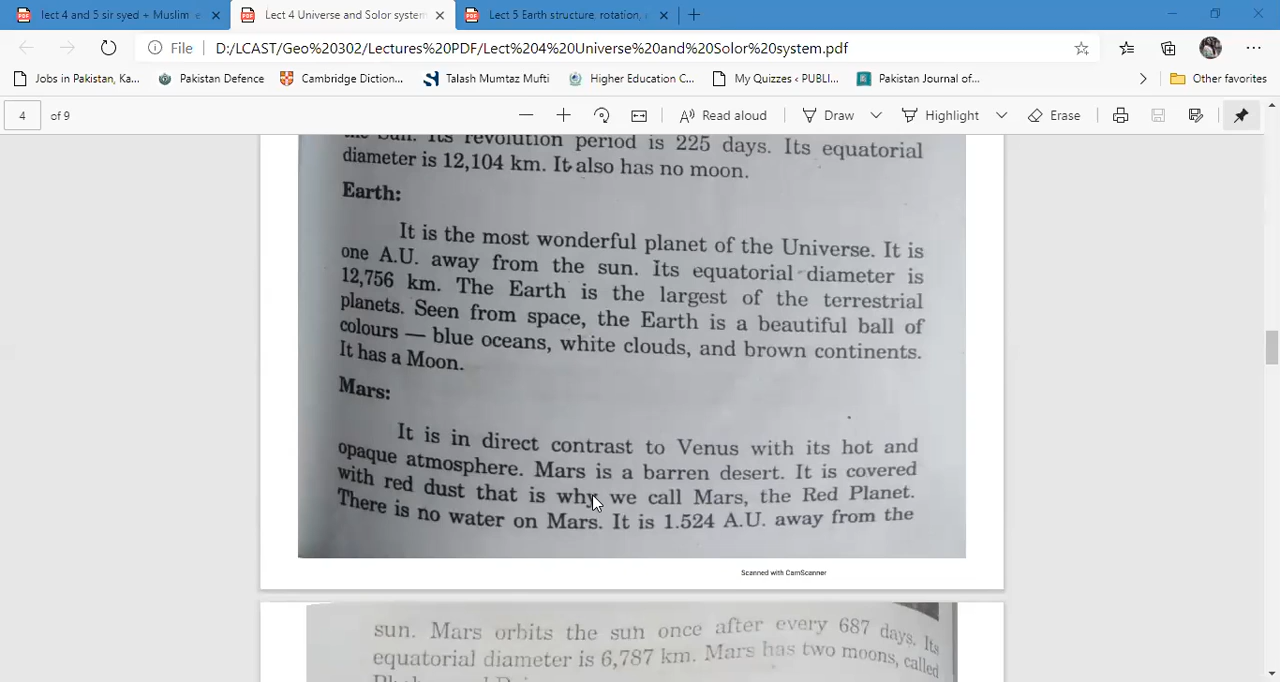 lect 4 and 5 sir syed + Muslim
Lect 4 Universe and Solor system
Lect 5 Earth structure, rotation,
File D:/LCAST/Geo%20302/Lectures%20PDF/Lect%204%20Universe%20and%20Solor%20system.pdf
Jobs in Pakistan, Ka... Pakistan Defence Cambridge Diction... Talash Mumtaz Mufti Higher Education C... My Quizzes ‹ PUBLI... Pakistan Journal of... Other favorites
4 of 9 Read aloud Draw Highlight Erase
the Sun. Its revolution period is 225 days. Its equatorial
diameter is 12,104 km. It also has no moon.
Earth:
It is the most wonderful planet of the Universe. It is
one A.U. away from the sun. Its equatorial diameter is
12,756 km. The Earth is the largest of the terrestrial
planets. Seen from space, the Earth is a beautiful ball of
colours — blue oceans, white clouds, and brown continents.
It has a Moon.
Mars:
It is in direct contrast to Venus with its hot and
opaque atmosphere. Mars is a barren desert. It is covered
with red dust that is why we call Mars, the Red Planet.
There is no water on Mars. It is 1.524 A.U. away from the
Scanned with CamScanner
sun. Mars orbits the sun once after every 687 days. Its
equatorial diameter is 6,787 km. Mars has two moons, called